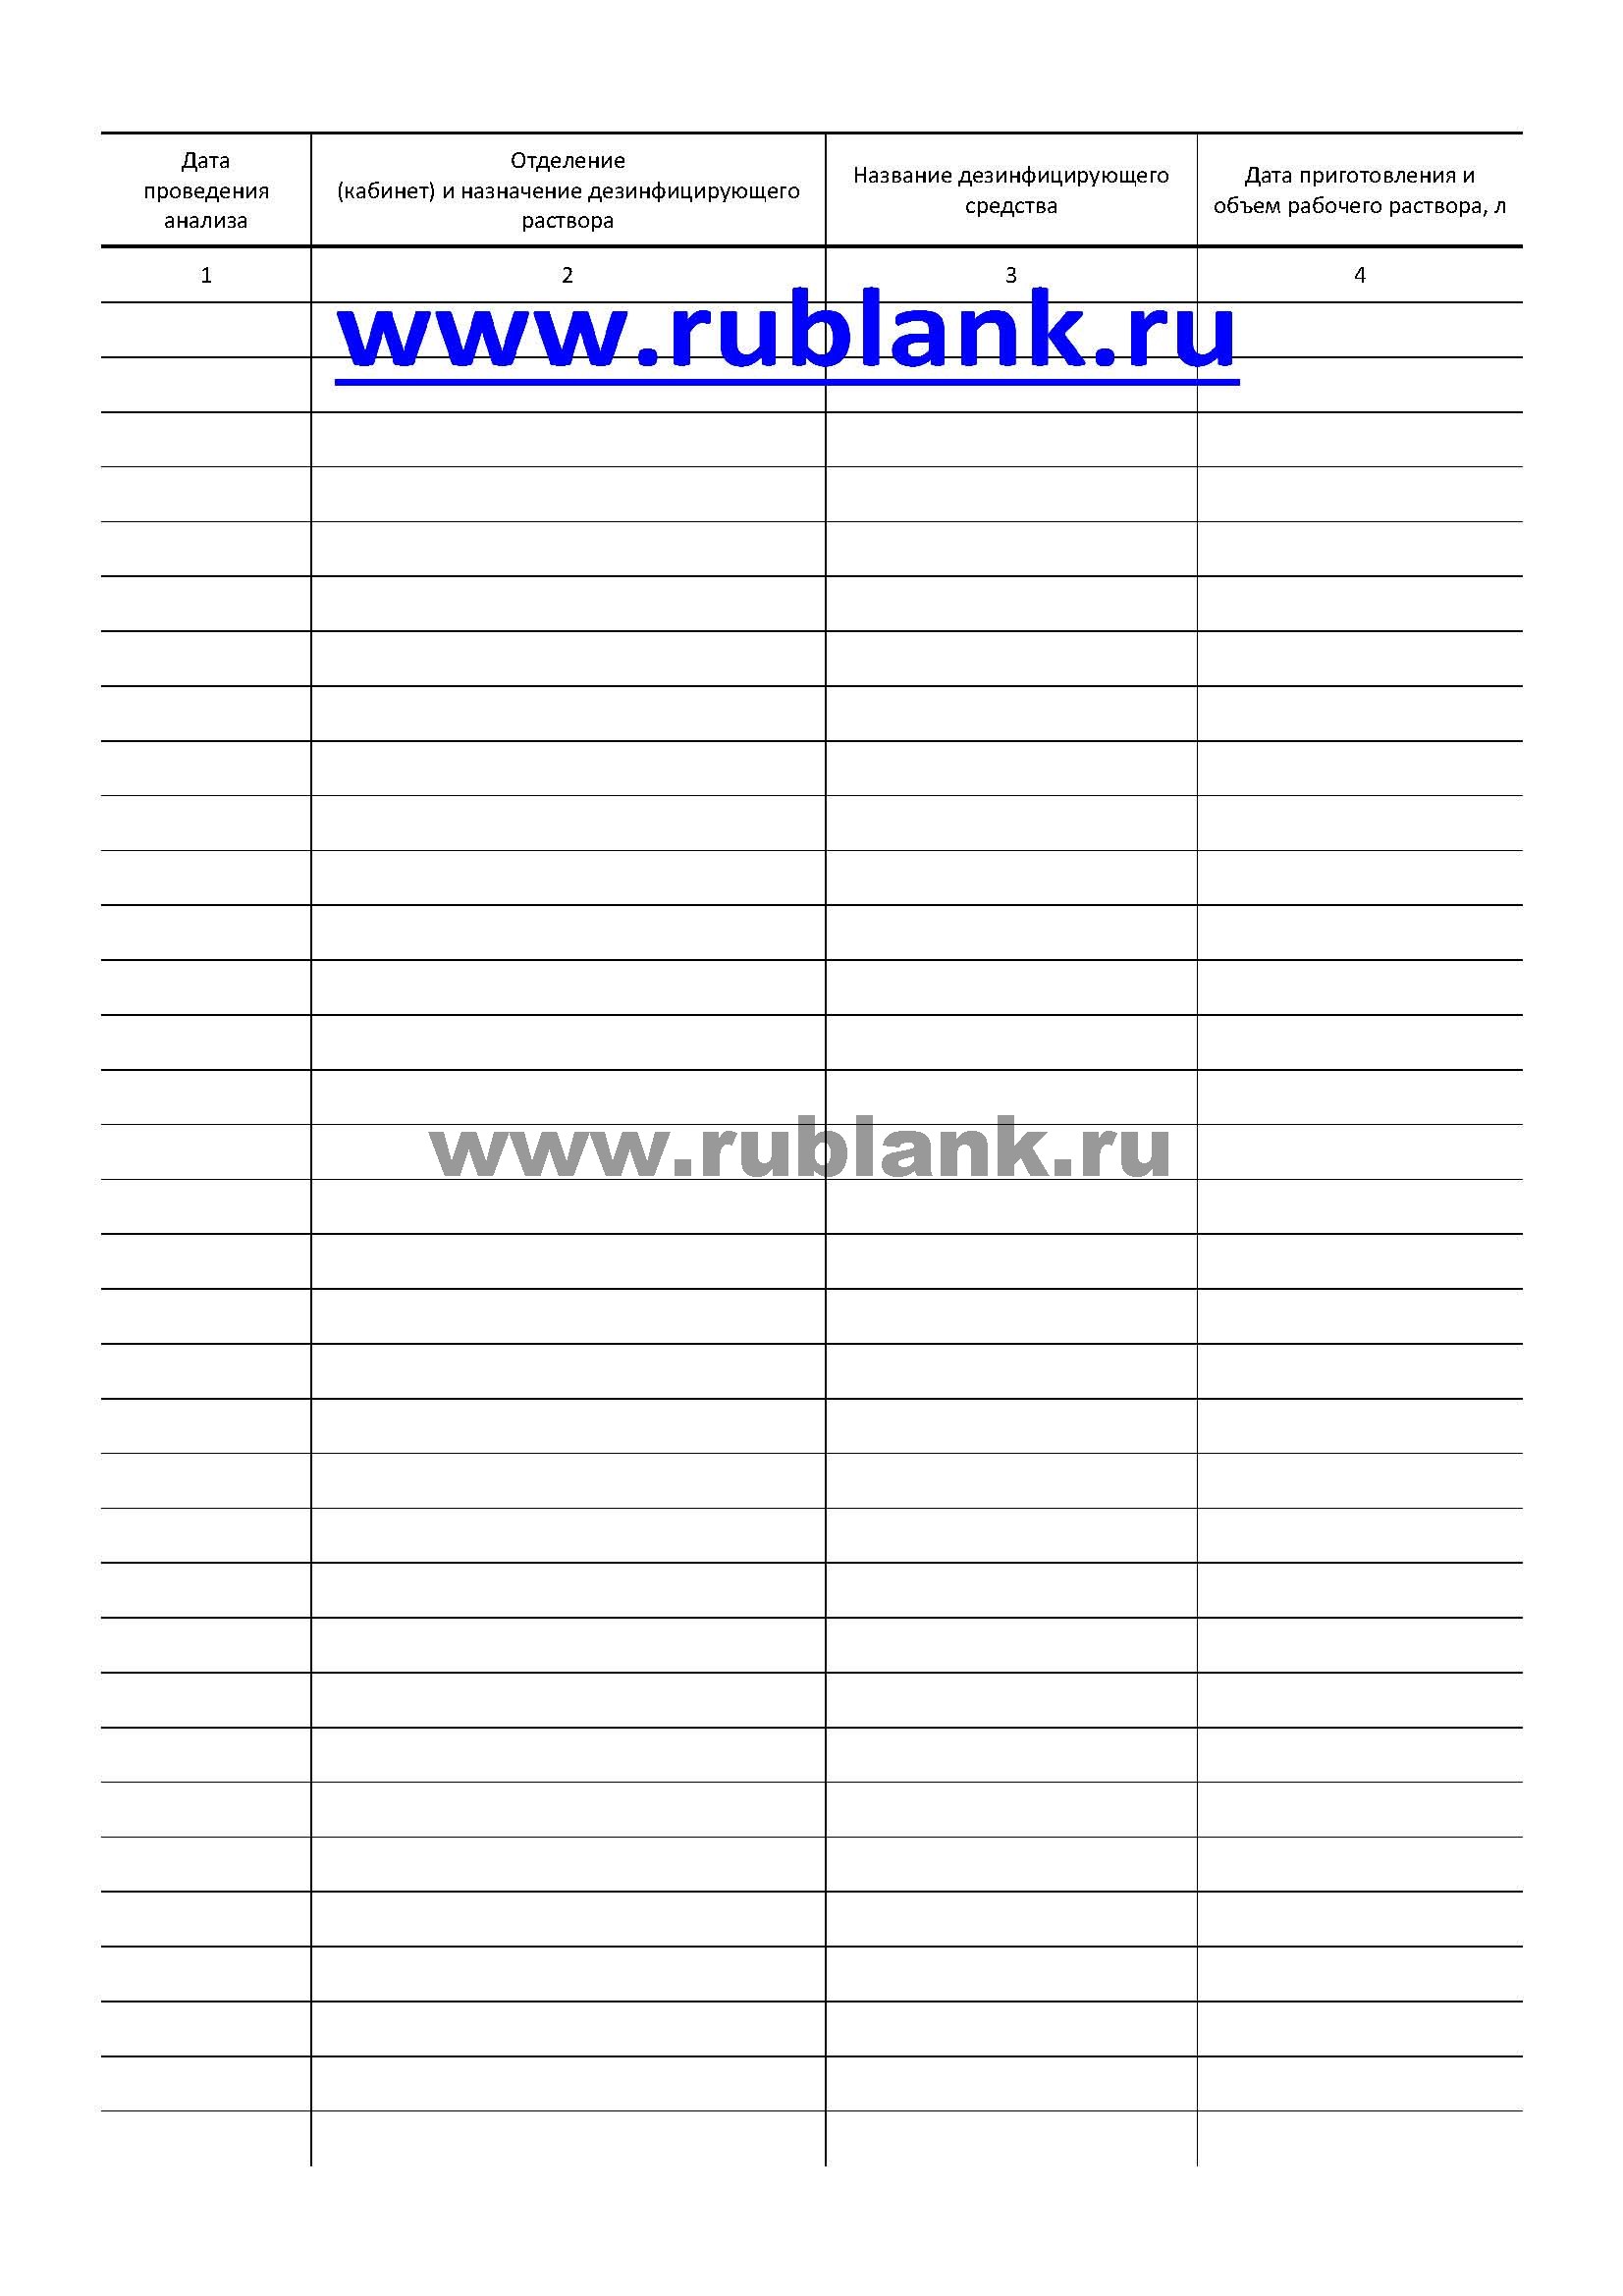 Дата
проведения
анализа
Отделение
(кабинет) и назначение дезинфицирующего
раствора
Название дезинфицирующего
средства
Дата приготовления и
объем рабочего раствора, л
1
2
3
4
www.rublank.ru
www.rublank.ru